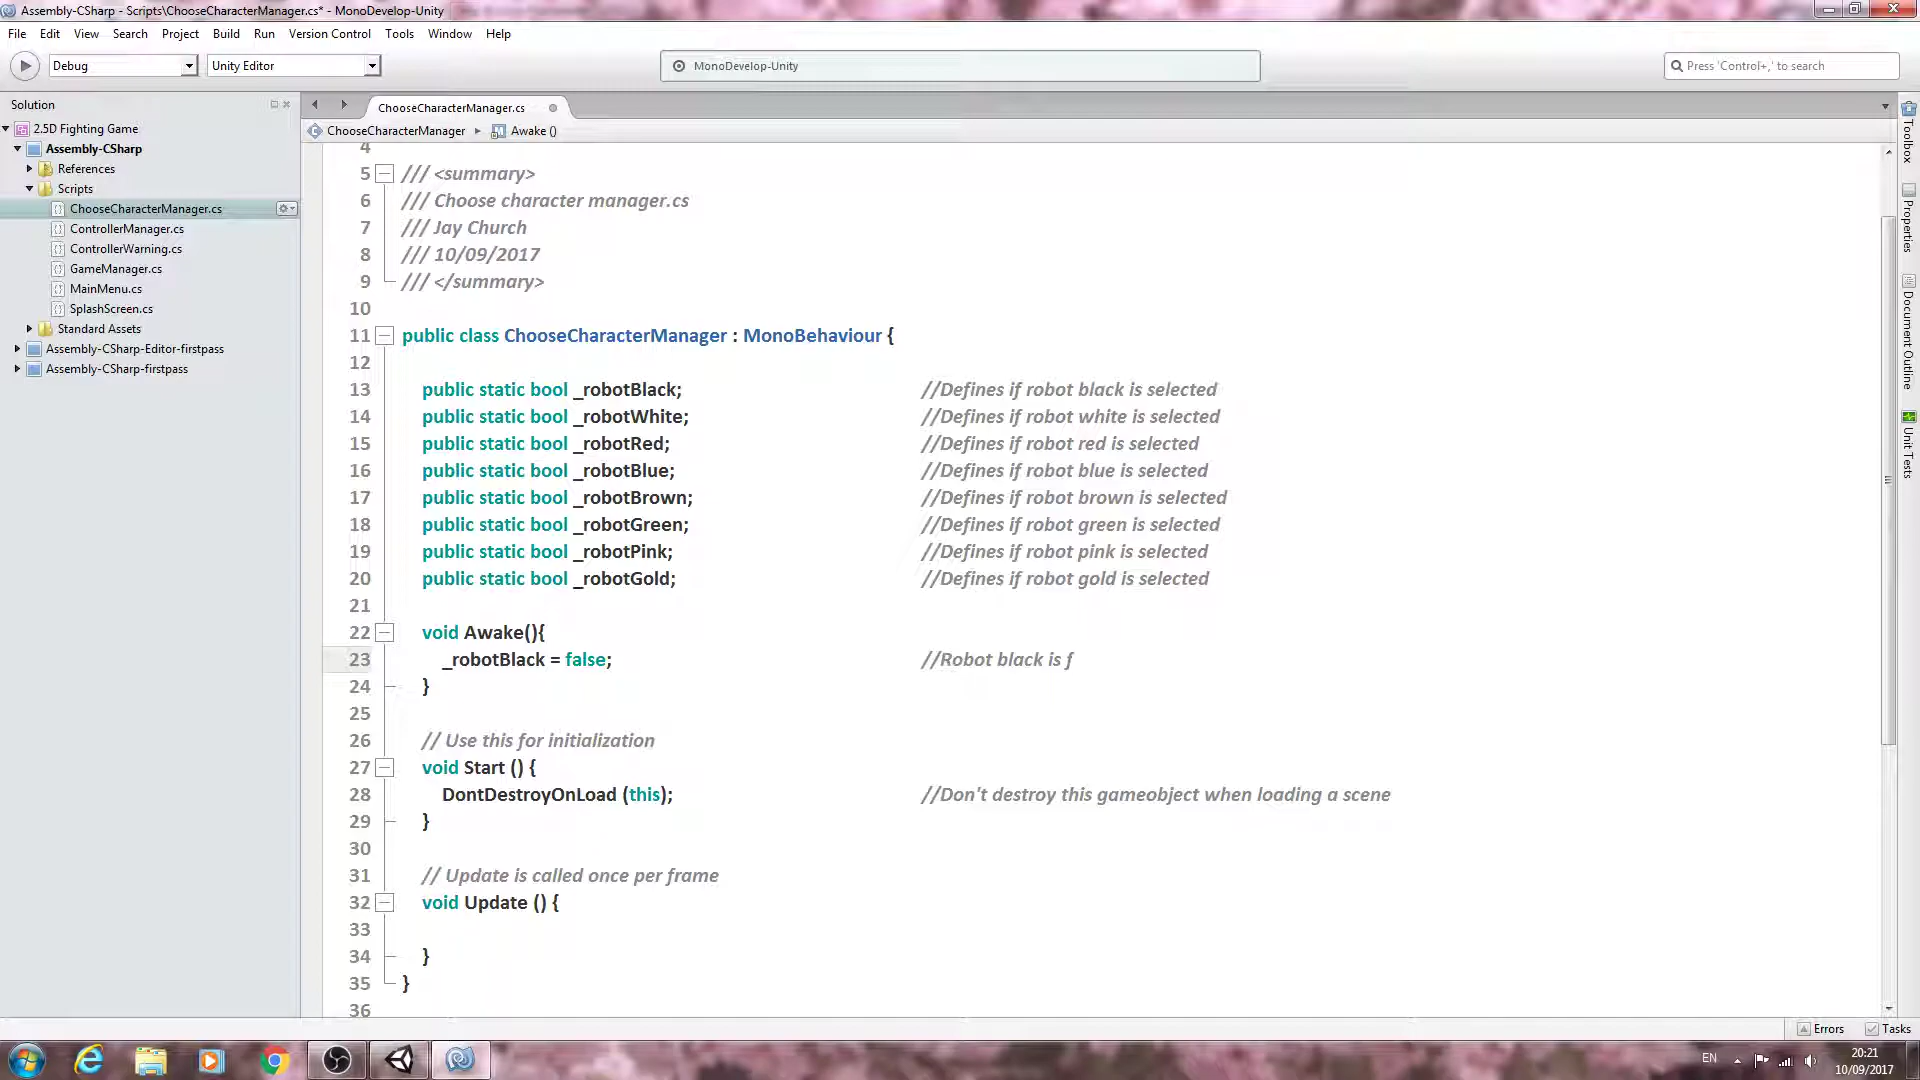 Assembly-CSharp - Scripts\ChooseCharacterManager.cs* - MonoDevelop-Unity
File Edit View Search Project Build Run Version Control Tools Window Help
Debug Unity Editor MonoDevelop-Unity Press 'Control+,' to search
Solution
2.5D Fighting Game
Assembly-CSharp
References
Scripts
ChooseCharacterManager.cs
ControllerManager.cs
ControllerWarning.cs
GameManager.cs
MainMenu.cs
SplashScreen.cs
Standard Assets
Assembly-CSharp-Editor-firstpass
Assembly-CSharp-firstpass
ChooseCharacterManager.cs
ChooseCharacterManager Awake ()
4
5 /// <summary>
6 /// Choose character manager.cs
7 /// Jay Church
8 /// 10/09/2017
9 /// </summary>
10
11 public class ChooseCharacterManager : MonoBehaviour {
12
13 public static bool _robotBlack; //Defines if robot black is selected
14 public static bool _robotWhite; //Defines if robot white is selected
15 public static bool _robotRed; //Defines if robot red is selected
16 public static bool _robotBlue; //Defines if robot blue is selected
17 public static bool _robotBrown; //Defines if robot brown is selected
18 public static bool _robotGreen; //Defines if robot green is selected
19 public static bool _robotPink; //Defines if robot pink is selected
20 public static bool _robotGold; //Defines if robot gold is selected
21
22 void Awake(){
23 _robotBlack = false; //Robot black is f
24 }
25
26 // Use this for initialization
27 void Start () {
28 DontDestroyOnLoad (this); //Don't destroy this gameobject when loading a scene
29 }
30
31 // Update is called once per frame
32 void Update () {
33
34 }
35 }
36
Toolbox
Properties
Document Outline
Unit Tests
Errors Tasks
EN
20:21
10/09/2017